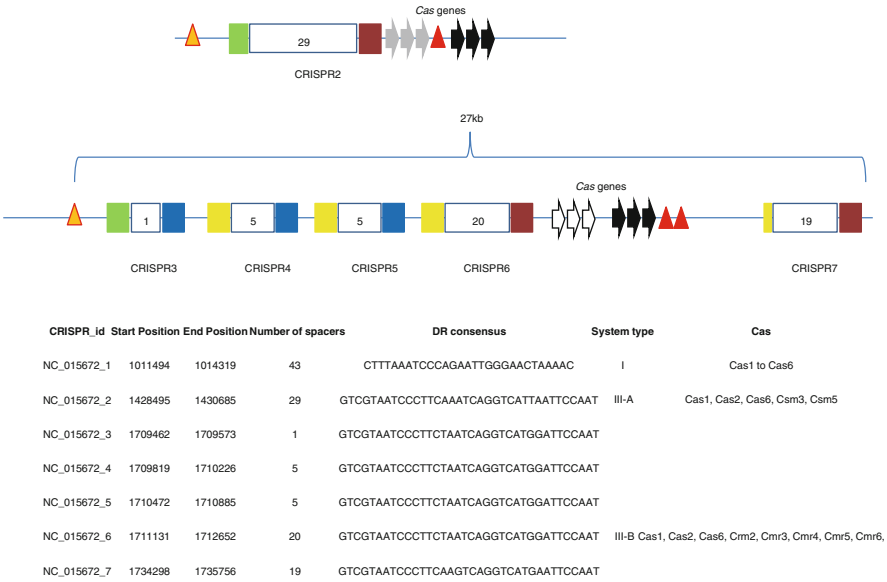 Cas genes
29
CRISPR2
27kb
Cas genes
1
5
5
20
19
CRISPR3
CRISPR4
CRISPR5
CRISPR6
CRISPR7
CRISPR_id Start Position End Position Number of spacers DR consensus System type Cas
NC_015672_1 1011494 1014319 43 CTTTAAATCCCAGAATTGGGAACTAAAAC I Cas1 to Cas6
NC_015672_2 1428495 1430685 29 GTCGTAATCCCTTCAAATCAGGTCATTAATTCCAAT III-A Cas1, Cas2, Cas6, Csm3, Csm5
NC_015672_3 1709462 1709573 1 GTCGTAATCCCTTCTAATCAGGTCATGGATTCCAAT
NC_015672_4 1709819 1710226 5 GTCGTAATCCCTTCTAATCAGGTCATGGATTCCAAT
NC_015672_5 1710472 1710885 5 GTCGTAATCCCTTCTAATCAGGTCATGGATTCCAAT
NC_015672_6 1711131 1712652 20 GTCGTAATCCCTTCTAATCAGGTCATGGATTCCAAT III-B Cas1, Cas2, Cas6, Crm2, Cmr3, Cmr4, Cmr5, Cmr6,
NC_015672_7 1734298 1735756 19 GTCGTAATCCCTTCAAGTCAGGTCATGAATTCCAAT